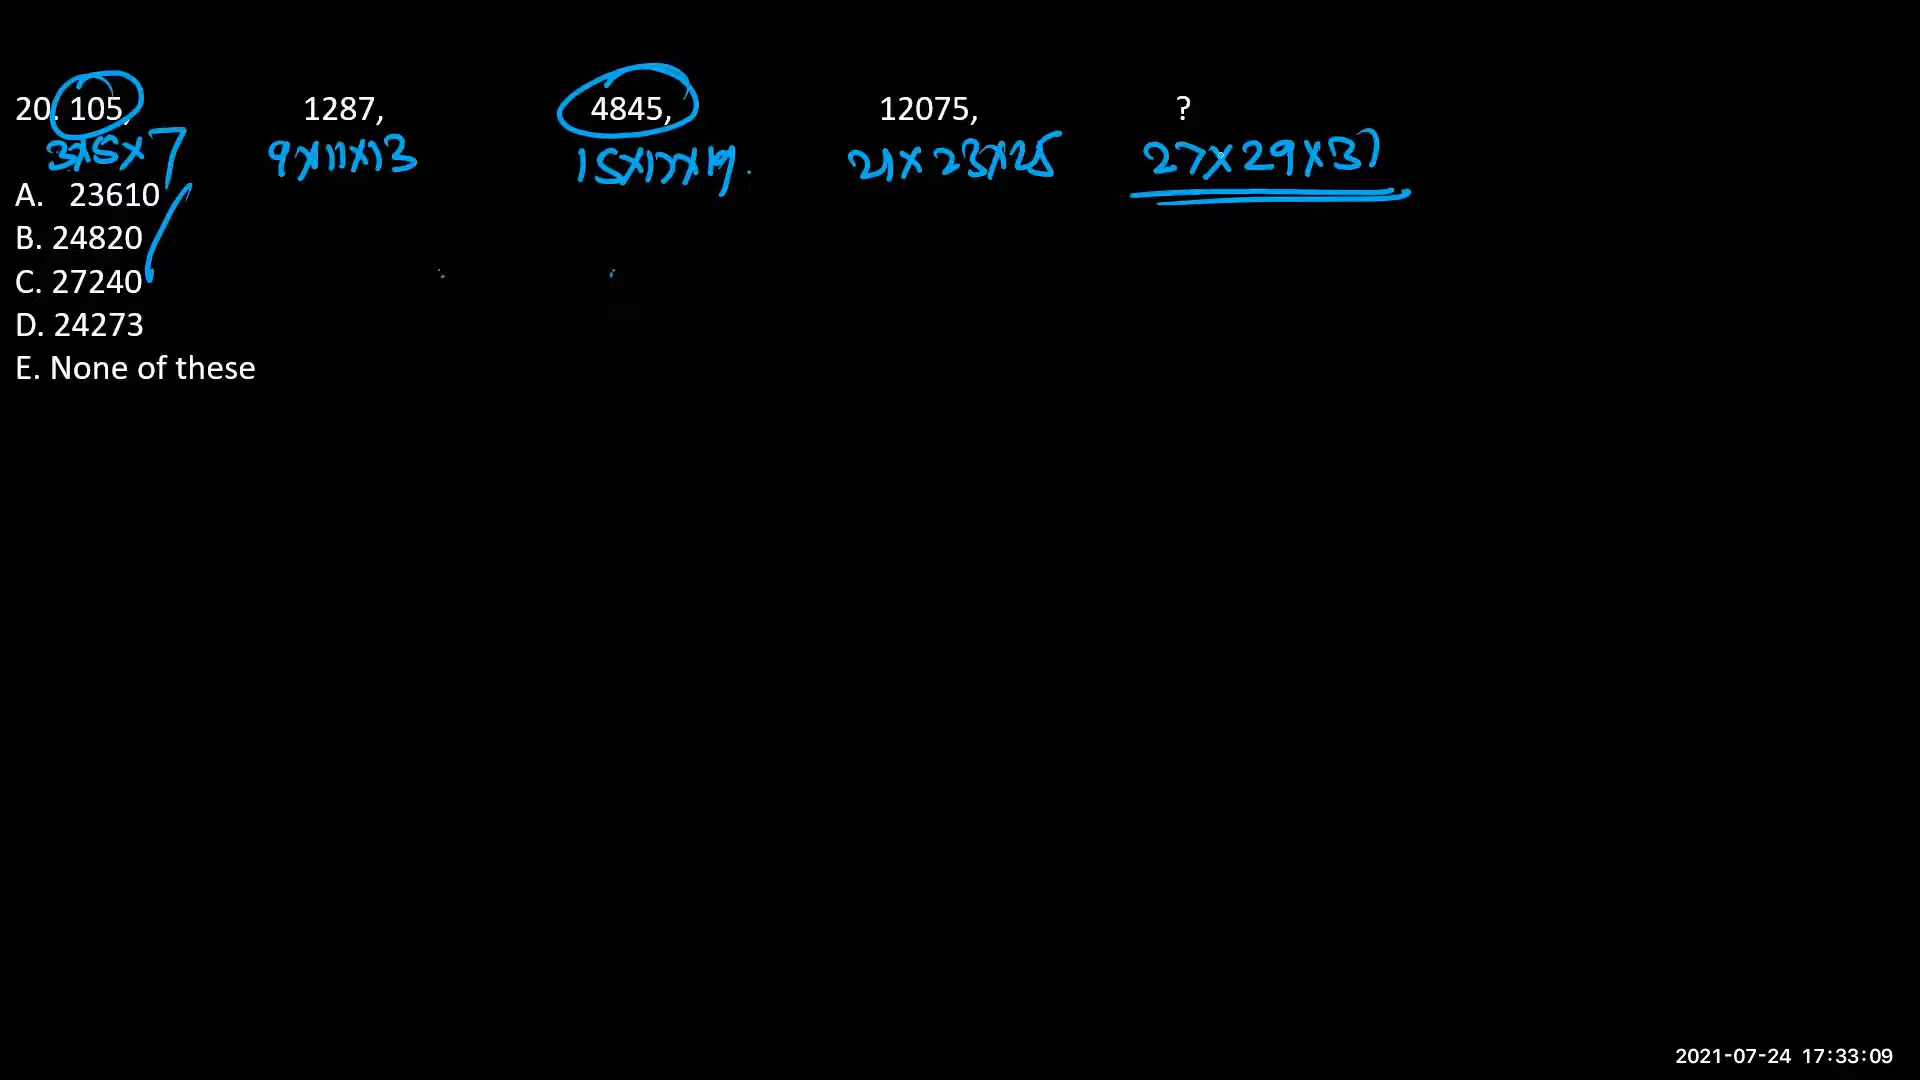 20. 105, 1287, 4845, 12075, ?
3x5x7 9x11x13 15x17x19. 21x23x25 27x29x31
A. 23610
B. 24820
C. 27240
D. 24273
E. None of these
2021-07-24 17:33:09